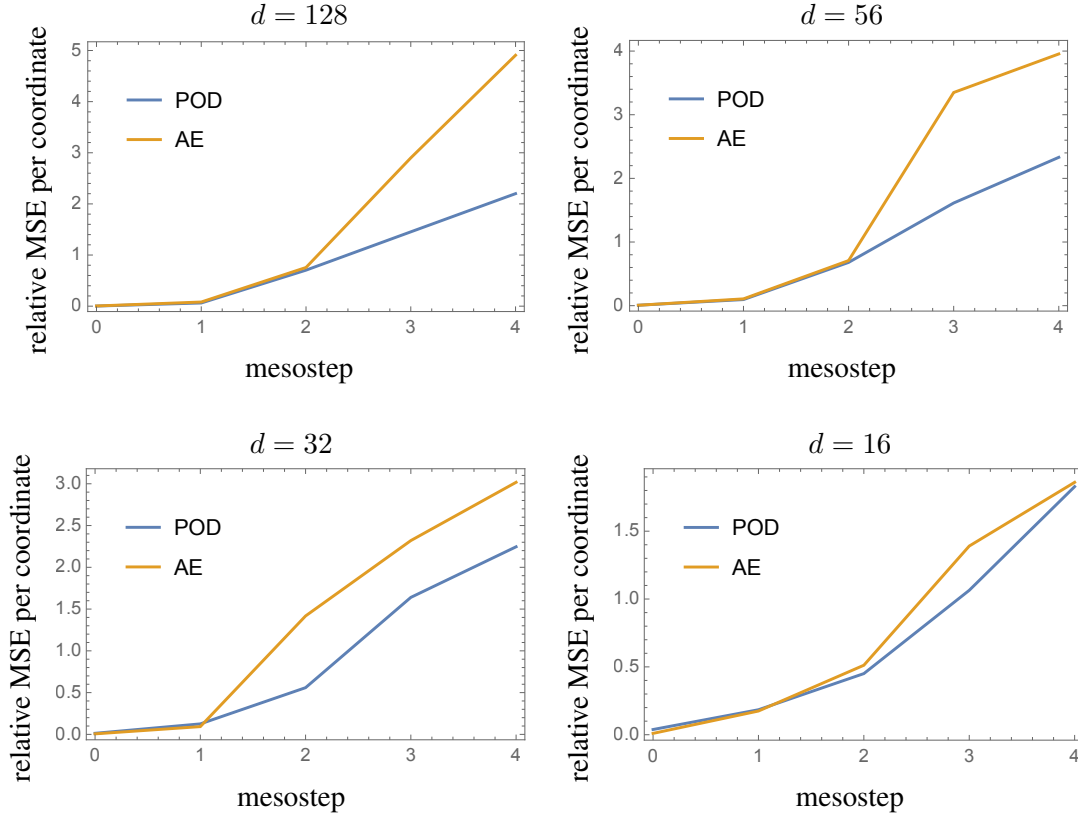 d = 128
relative MSE per coordinate
5
4
3
2
1
0
POD
AE
0 1 2 3 4
mesostep
d = 56
relative MSE per coordinate
4
3
2
1
0
POD
AE
0 1 2 3 4
mesostep
d = 32
relative MSE per coordinate
3.0
2.5
2.0
1.5
1.0
0.5
0.0
POD
AE
0 1 2 3 4
mesostep
d = 16
relative MSE per coordinate
1.5
1.0
0.5
0.0
POD
AE
0 1 2 3 4
mesostep